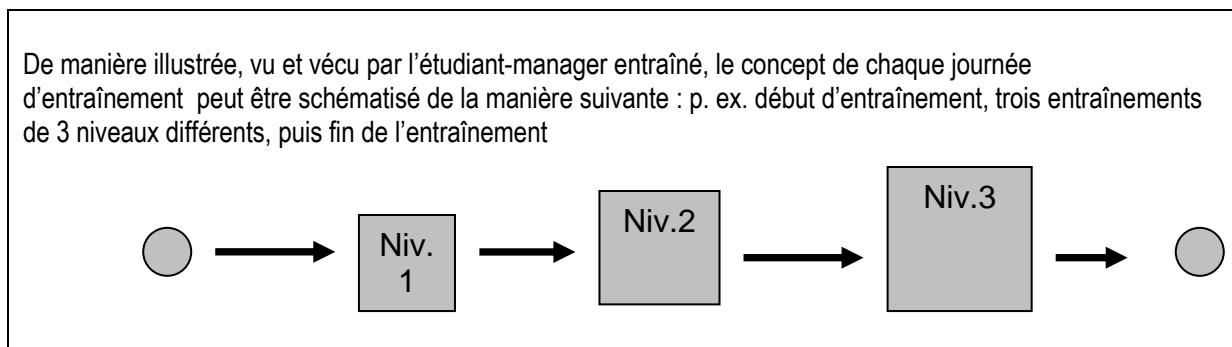 De manière illustrée, vu et vécu par l’étudiant-manager entraîné, le concept de chaque journée
d’entraînement  peut être schématisé de la manière suivante : p. ex. début d’entraînement, trois entraînements
de 3 niveaux différents, puis fin de l’entraînement
Niv.
1
Niv.2
Niv.3